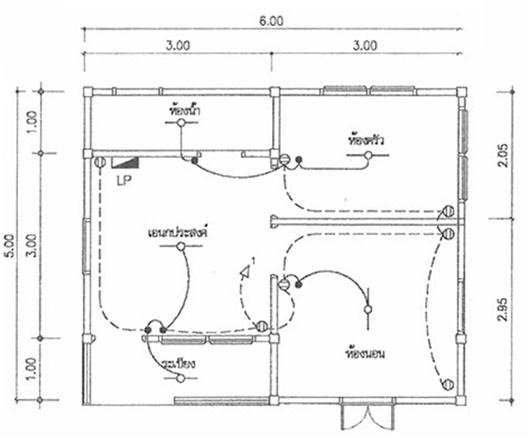 6.00
3.00 3.00
ห้องน้ำ
ห้องครัว
1.00
2.05
LP
เอนกประสงค์
5.00
3.00
1
2.95
ห้องนอน
ระเบียง
1.00